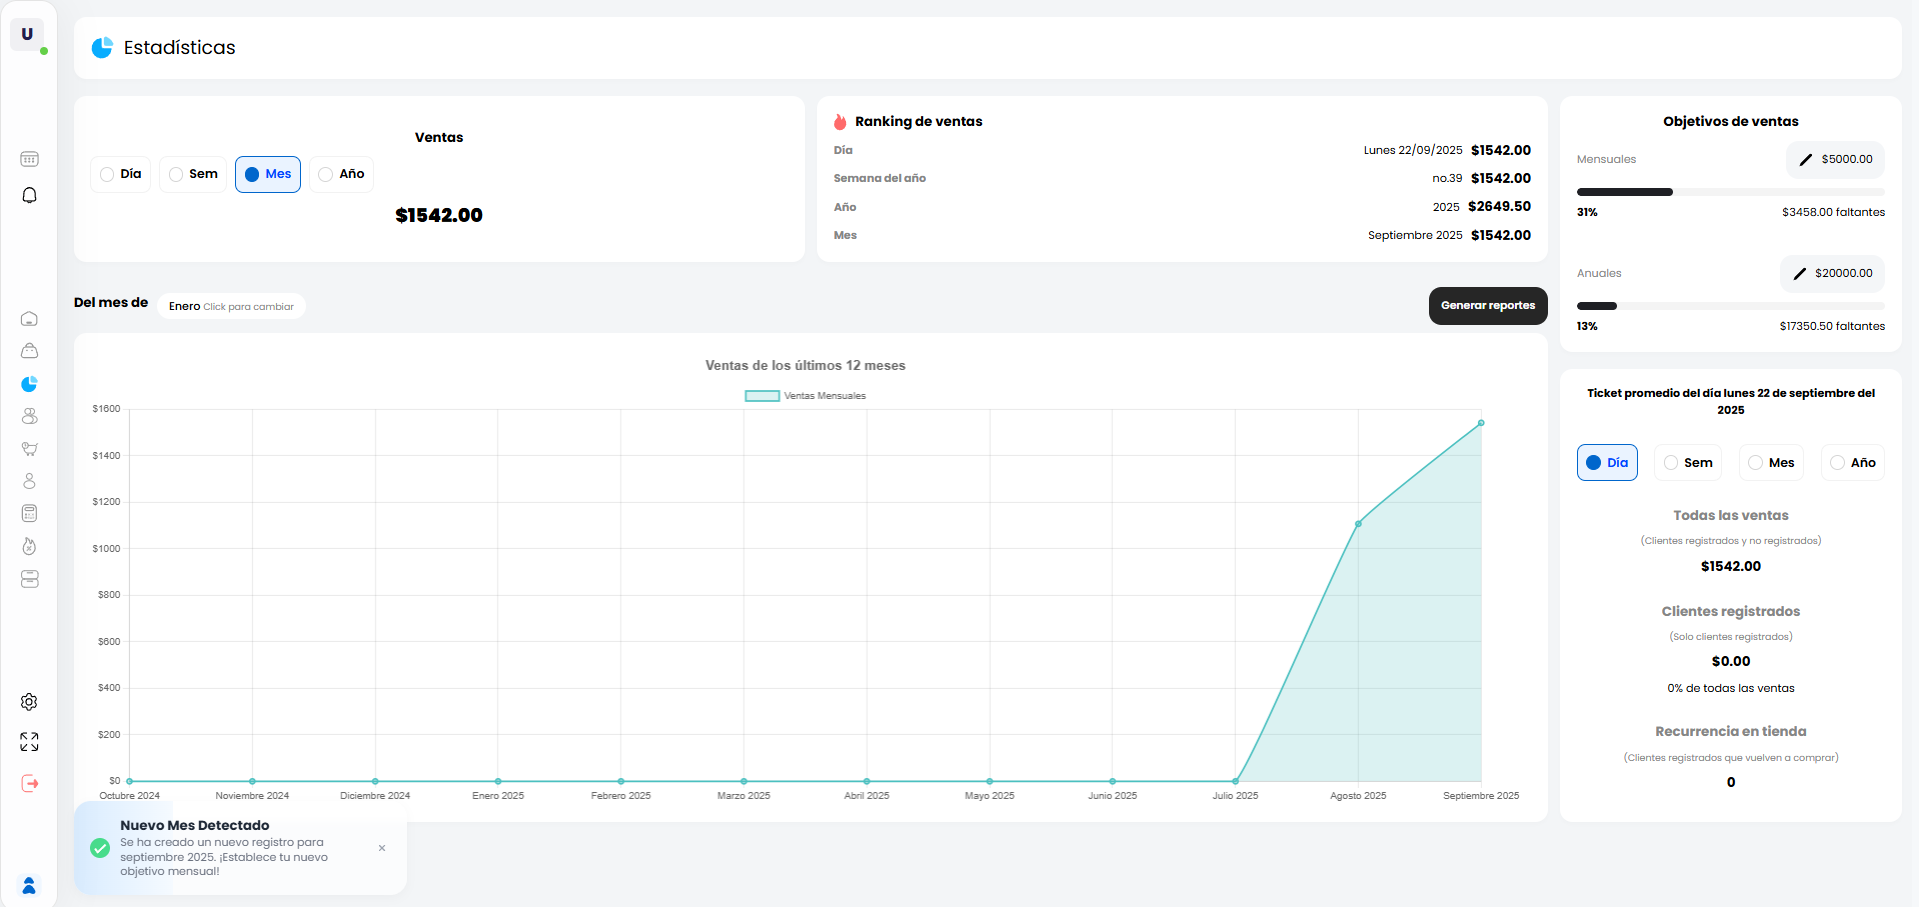 U
Estadísticas
Ventas
Día
Sem
Mes
Año
$1542.00
Ranking de ventas
Día Lunes 22/09/2025 $1542.00
Semana del año no.39 $1542.00
Año 2025 $2649.50
Mes Septiembre 2025 $1542.00
Objetivos de ventas
Mensuales $5000.00
31% $3458.00 faltantes
Anuales $20000.00
13% $17350.50 faltantes
Del mes de Enero Click para cambiar
Generar reportes
Ventas de los últimos 12 meses
Ventas Mensuales
$1600
$1400
$1200
$1000
$800
$600
$400
$200
$0
Octubre 2024 Noviembre 2024 Diciembre 2024 Enero 2025 Febrero 2025 Marzo 2025 Abril 2025 Mayo 2025 Junio 2025 Julio 2025 Agosto 2025 Septiembre 2025
Ticket promedio del día lunes 22 de septiembre del
2025
Día
Sem
Mes
Año
Todas las ventas
(Clientes registrados y no registrados)
$1542.00
Clientes registrados
(Solo clientes registrados)
$0.00
0% de todas las ventas
Recurrencia en tienda
(Clientes registrados que vuelven a comprar)
0
Nuevo Mes Detectado
Se ha creado un nuevo registro para
septiembre 2025. ¡Establece tu nuevo
objetivo mensual!
×